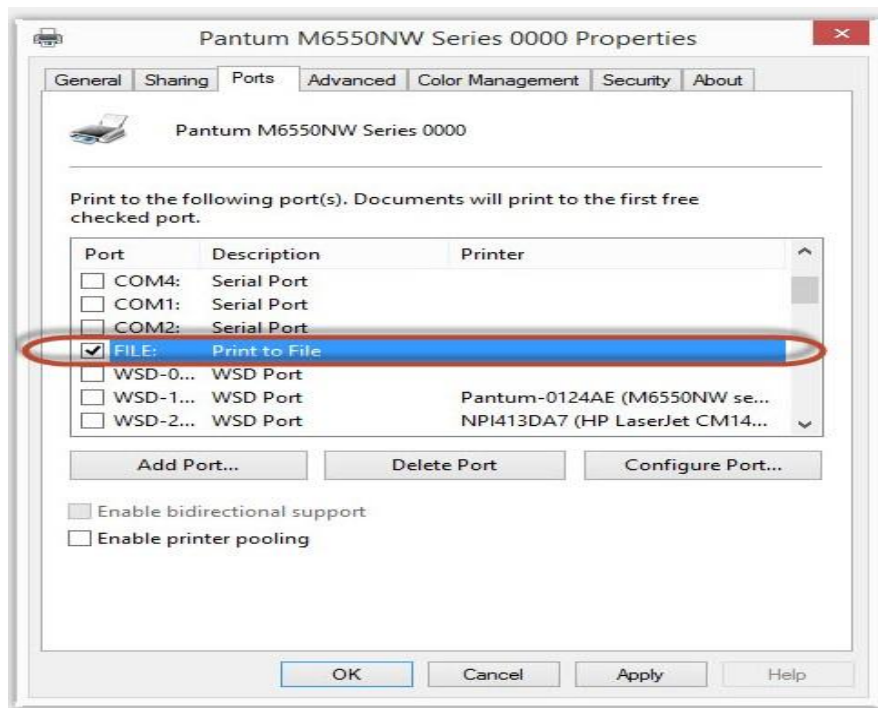 Pantum M6550NW Series 0000 Properties
General Sharing Ports Advanced Color Management Security About
Pantum M6550NW Series 0000
Print to the following port(s). Documents will print to the first free
checked port.
Port Description Printer
COM4: Serial Port
COM1: Serial Port
COM2: Serial Port
FILE: Print to File
WSD-0... WSD Port
WSD-1... WSD Port Pantum-0124AE (M6550NW se...
WSD-2... WSD Port NPI413DA7 (HP LaserJet CM14...
Add Port... Delete Port Configure Port...
Enable bidirectional support
Enable printer pooling
OK Cancel Apply Help